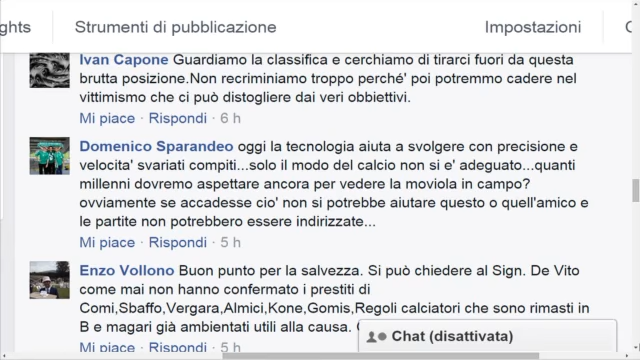 ghts Strumenti di pubblicazione Impostazioni
Ivan Capone Guardiamo la classifica e cerchiamo di tirarci fuori da questa
brutta posizione.Non recriminiamo troppo perché' poi potremmo cadere nel
vittimismo che ci può distogliere dai veri obbiettivi.
Mi piace · Rispondi · 6 h
Domenico Sparandeo oggi la tecnologia aiuta a svolgere con precisione e
velocita' svariati compiti...solo il modo del calcio non si e' adeguato...quanti
millenni dovremo aspettare ancora per vedere la moviola in campo?
ovviamente se accadesse cio' non si potrebbe aiutare questo o quell'amico e
le partite non potrebbero essere indirizzate...
Mi piace · Rispondi · 5 h
Enzo Vollono Buon punto per la salvezza. Si può chiedere al Sign. De Vito
come mai non hanno confermato i prestiti di
Comi,Sbaffo,Vergara,Almici,Kone,Gomis,Regoli calciatori che sono rimasti in
B e magari già ambientati utili alla causa.
Mi piace · Rispondi · 5 h
Chat (disattivata)